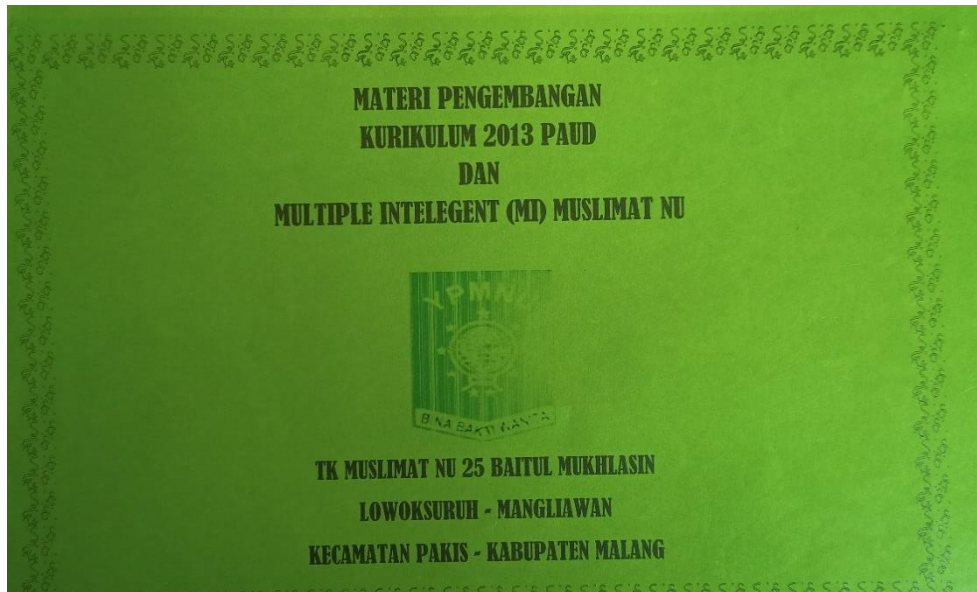 MATERI PENGEMBANGAN
KURIKULUM 2013 PAUD
DAN
MULTIPLE INTELEGENT (MI) MUSLIMAT NU
YPMNU
BINA BAKTI WANITA
TK MUSLIMAT NU 25 BAITUL MUKHLASIN
LOWOKSURUH - MANGLIAWAN
KECAMATAN PAKIS - KABUPATEN MALANG